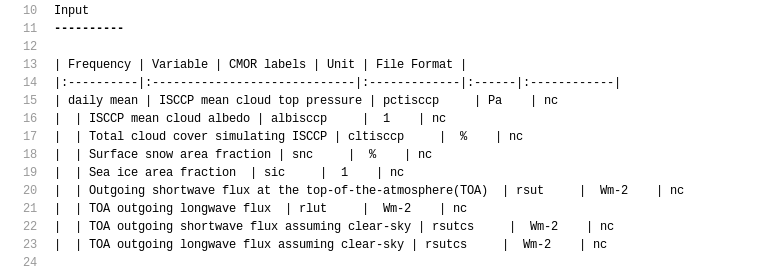 10 Input
11 ----------
12
13 | Frequency | Variable | CMOR labels | Unit | File Format |
14 |:----------|:-----------------------------|:-------------|:------|:------------|
15 | daily mean | ISCCP mean cloud top pressure | pctisccp | Pa | nc
16 | | ISCCP mean cloud albedo | albisccp | 1 | nc
17 | | Total cloud cover simulating ISCCP | cltisccp | % | nc
18 | | Surface snow area fraction | snc | % | nc
19 | | Sea ice area fraction | sic | 1 | nc
20 | | Outgoing shortwave flux at the top-of-the-atmosphere(TOA) | rsut | Wm-2 | nc
21 | | TOA outgoing longwave flux | rlut | Wm-2 | nc
22 | | TOA outgoing shortwave flux assuming clear-sky | rsutcs | Wm-2 | nc
23 | | TOA outgoing longwave flux assuming clear-sky | rsutcs | Wm-2 | nc
24